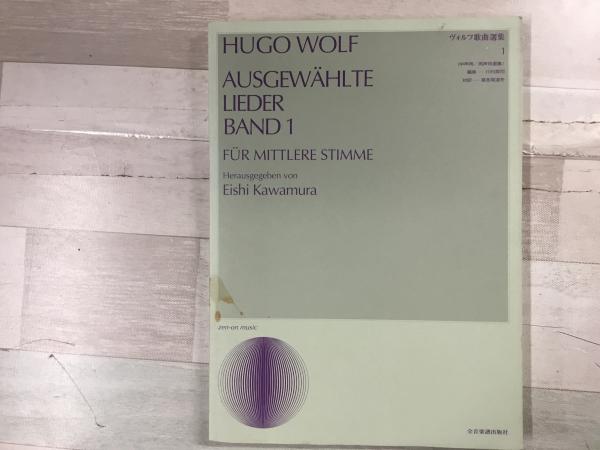 HUGO WOLF
ヴォルフ歌曲選集
1
AUSGEWÄHLTE
LIEDER
BAND 1
FÜR MITTLERE STIMME
Herausgegeben von
Eishi Kawamura
zen-on music
全音楽譜出版社